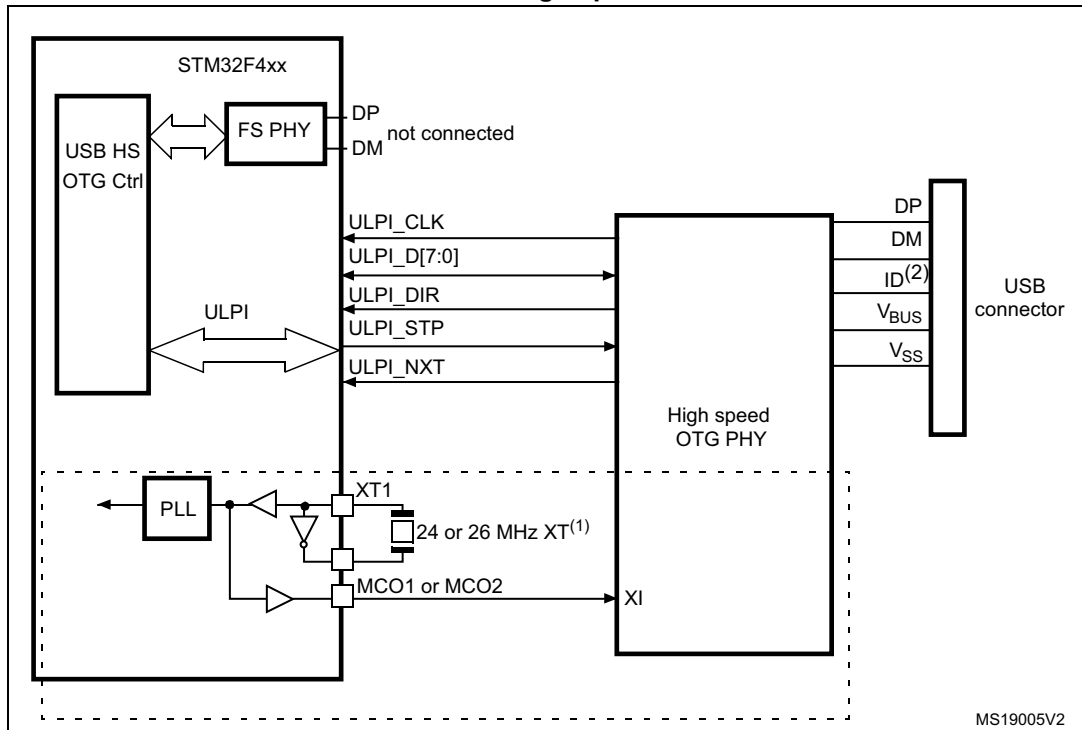 STM32F4xx
USB HS
OTG Ctrl
FS PHY
DP
DM
not connected
ULPI
ULPI_CLK
ULPI_D[7:0]
ULPI_DIR
ULPI_STP
ULPI_NXT
High speed
OTG PHY
DP
DM
ID(2)
VBUS
VSS
USB
connector
PLL
XT1
24 or 26 MHz XT(1)
MCO1 or MCO2
XI
MS19005V2